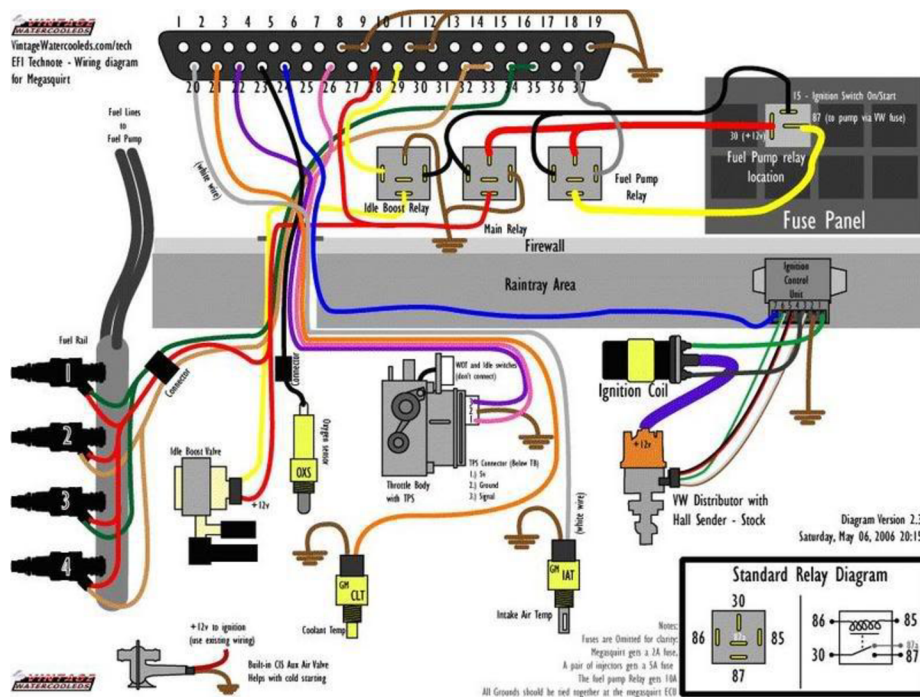 VINTAGE
WATERCOOLEDS
VintageWatercooleds.com/tech
EFI Technote - Wiring diagram
for Megasquirt
1 2 3 4 5 6 7 8 9 10 11 12 13 14 15 16 17 18 19
20 21 22 23 24 25 26 27 28 29 30 31 32 33 34 35 36 37
Fuel Lines
to
Fuel Pump
(white wire)
Idle Boost Relay
Main Relay
Fuel Pump
Relay
15 - Ignition Switch On/Start
87 (to pump via VW fuse)
30 (+12v)
Fuel Pump relay
location
Fuse Panel
Firewall
Raintray Area
Ignition
Control
Unit
Fuel Rail
1
2
3
4
Connector
Connector
Idle Boost Valve
+12v
Oxygen sensor
OXS
WOT and Idle switches
(don't connect)
3
2
1
Throttle Body
with TPS
TPS Connector (Below TB)
1.) 5v
2.) Ground
3.) Signal
Ignition Coil
+12v
VW Distributor with
Hall Sender - Stock
(white wire)
GM
CLT
Coolant Temp
GM
IAT
Intake Air Temp
Diagram Version 2.3
Saturday, May 06, 2006 20:15
+12v to ignition
(use existing wiring)
Built-in CIS Aux Air Valve
Helps with cold starting
VINTAGE
WATERCOOLEDS
Notes:
Fuses are Omitted for clarity:
Megasquirt gets a 2A fuse,
A pair of injectors gets a 5A fuse
The fuel pump Relay gets 10A
All Grounds should be tied together at the megasquirt ECU
Standard Relay Diagram
30
86
87a
85
87
86
85
30
87a
87